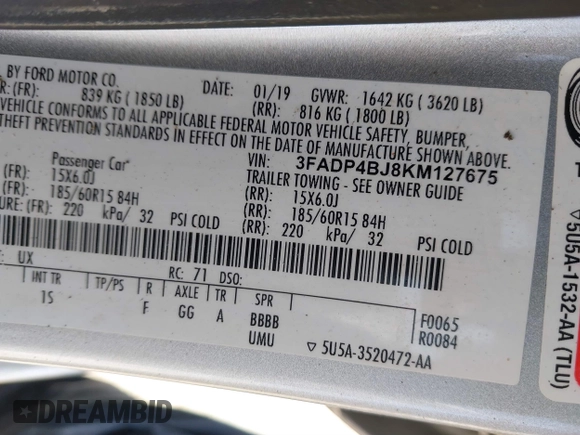 BY FORD MOTOR CO.
DATE: 01/19 GVWR: 1642 KG ( 3620 LB)
(FR): 839 KG ( 1850 LB) (RR): 816 KG ( 1800 LB)
VEHICLE CONFORMS TO ALL APPLICABLE FEDERAL MOTOR VEHICLE SAFETY, BUMPER,
THEFT PREVENTION STANDARDS IN EFFECT ON THE DATE OF MANUFACTURE SHOWN ABOVE.
VIN: 3FADP4BJ8KM127675
Passenger Car TRAILER TOWING - SEE OWNER GUIDE
15X6.0J (RR): 15X6.0J
185/60R15 84H (RR): 185/60R15 84H
(FR): 220 kPa/ 32 PSI COLD (RR): 220 kPa/ 32 PSI COLD
UX RC: 71 DSO:
INT TR TP/PS R AXLE TR SPR F0065
1S F GG A BBBB R0084
UMU ▽ 5U5A-3520472-AA
▽ 5U5A-1532-AA (TLU)
DREAMBID